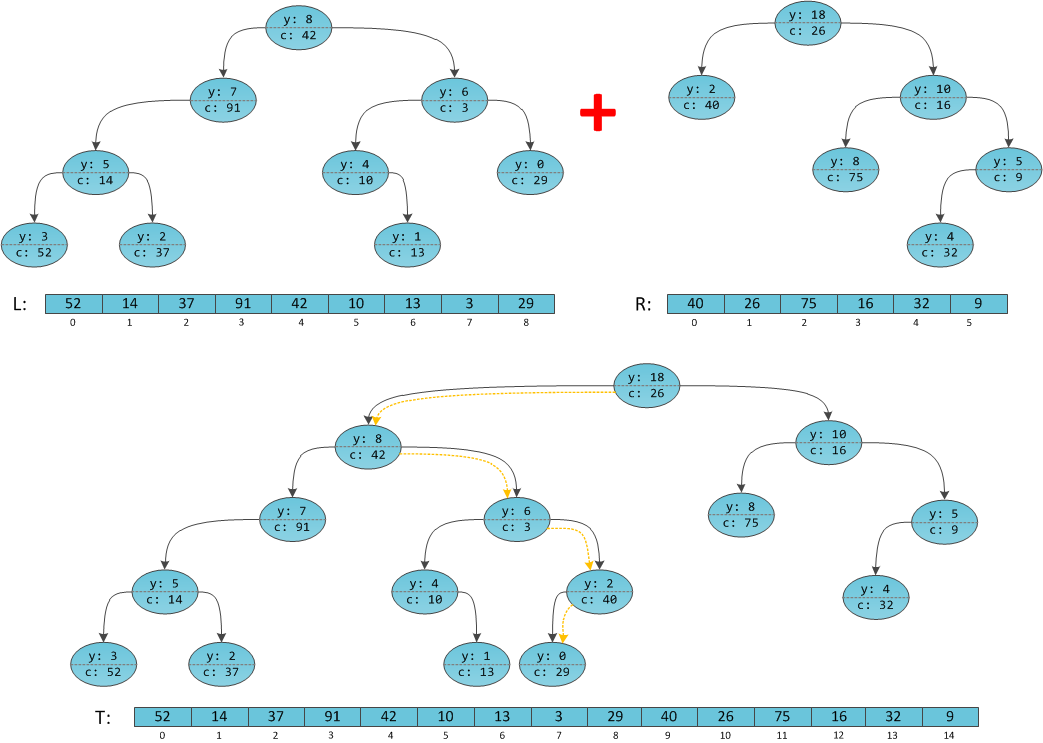 y: 8
c: 42
y: 7
c: 91
y: 6
c: 3
y: 5
c: 14
y: 4
c: 10
y: 0
c: 29
y: 3
c: 52
y: 2
c: 37
y: 1
c: 13
y: 18
c: 26
y: 2
c: 40
y: 10
c: 16
y: 8
c: 75
y: 5
c: 9
y: 4
c: 32
L: 52 14 37 91 42 10 13 3 29
0 1 2 3 4 5 6 7 8
R: 40 26 75 16 32 9
0 1 2 3 4 5
y: 18
c: 26
y: 8
c: 42
y: 10
c: 16
y: 7
c: 91
y: 6
c: 3
y: 8
c: 75
y: 5
c: 9
y: 5
c: 14
y: 4
c: 10
y: 2
c: 40
y: 4
c: 32
y: 3
c: 52
y: 2
c: 37
y: 1
c: 13
y: 0
c: 29
T: 52 14 37 91 42 10 13 3 29 40 26 75 16 32 9
0 1 2 3 4 5 6 7 8 9 10 11 12 13 14